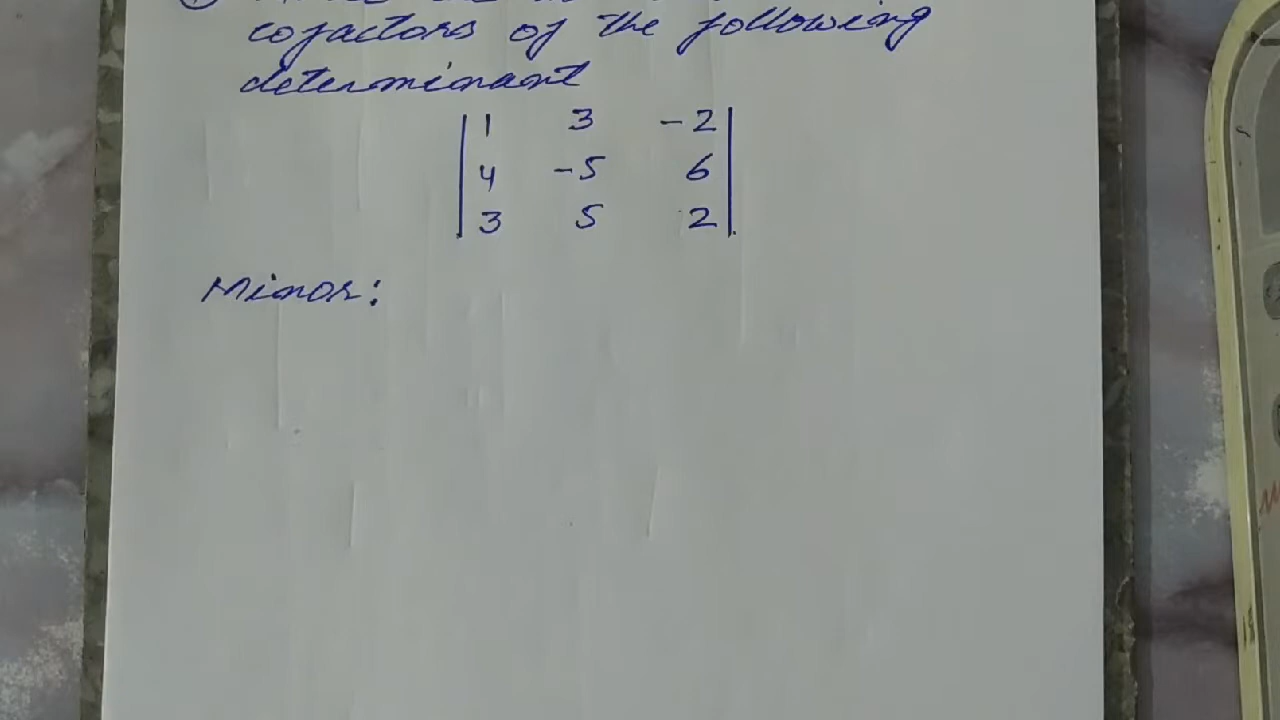 cofactors of the following
determinant
| 1 3 -2 |
| 4 -5 6 |
| 3 5 2 |.
Minor: